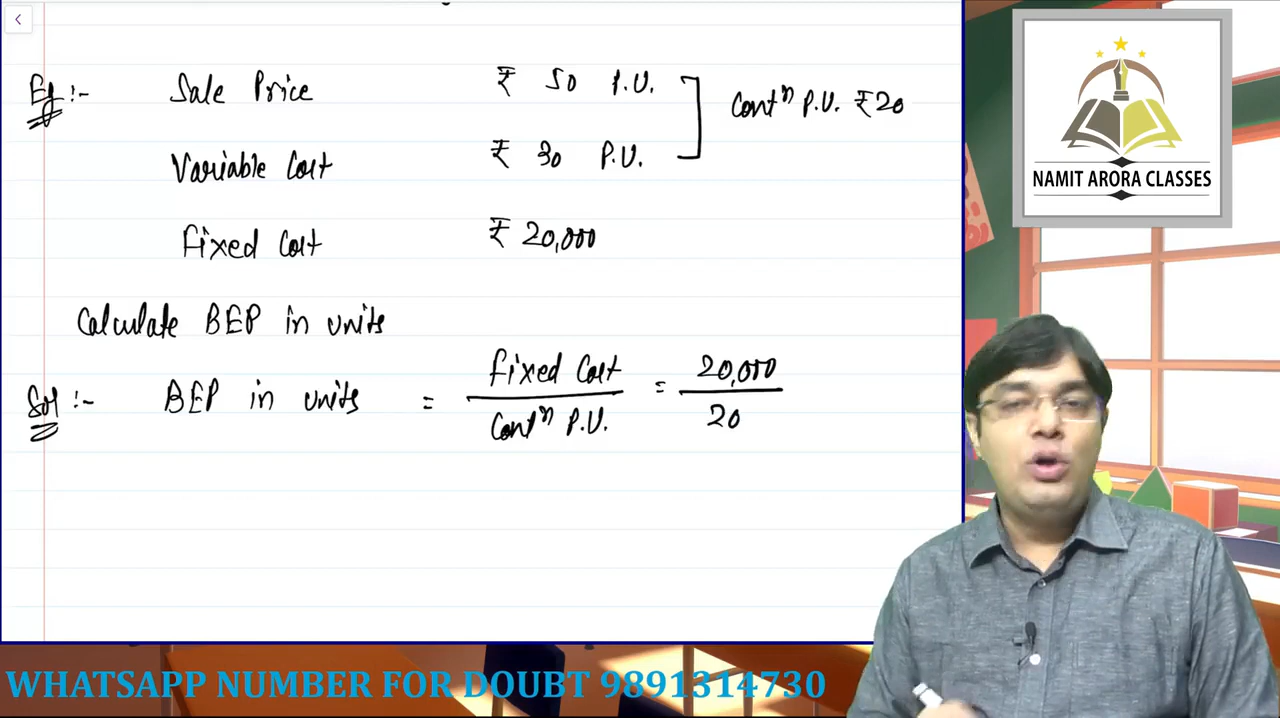 Eg:- Sale Price ₹ 50 P.U.
Contⁿ P.U. ₹20
Variable Cost ₹ 30 P.U.
Fixed Cost ₹ 20,000
Calculate BEP in units
Sol:- BEP in units = Fixed Cost / Contⁿ P.U. = 20,000 / 20
NAMIT ARORA CLASSES
WHATSAPP NUMBER FOR DOUBT 9891314730